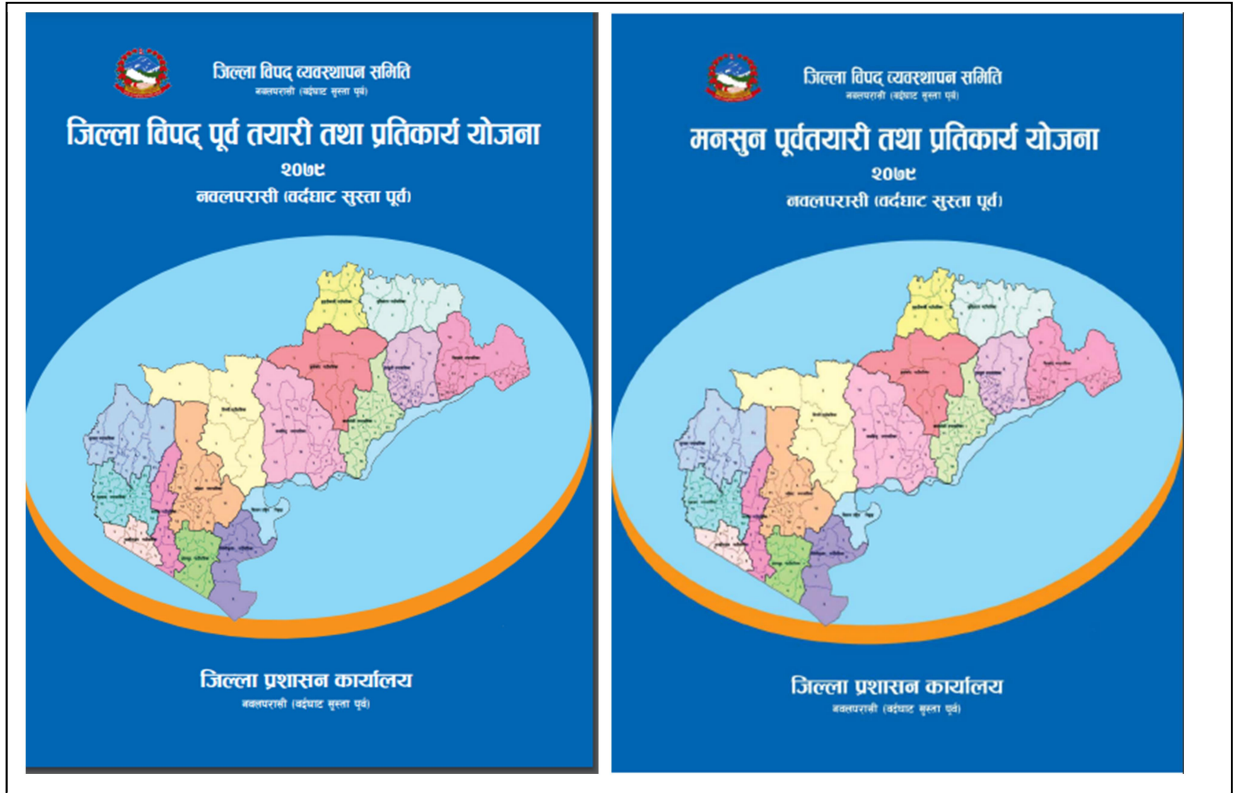 जिल्ला विपद् व्यवस्थापन समिति
नवलपरासी (वर्दघाट सुस्ता पूर्व)
जिल्ला विपद् पूर्व तयारी तथा प्रतिकार्य योजना
२०७९
नवलपरासी (वर्दघाट सुस्ता पूर्व)
जिल्ला प्रशासन कार्यालय
नवलपरासी (वर्दघाट सुस्ता पूर्व)
जिल्ला विपद् व्यवस्थापन समिति
नवलपरासी (वर्दघाट सुस्ता पूर्व)
मनसुन पूर्वतयारी तथा प्रतिकार्य योजना
२०७९
नवलपरासी (वर्दघाट सुस्ता पूर्व)
जिल्ला प्रशासन कार्यालय
नवलपरासी (वर्दघाट सुस्ता पूर्व)